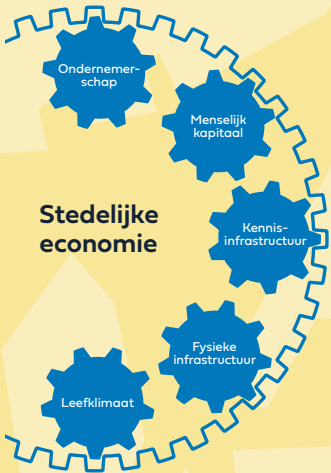 Ondernemer-
schap
Menselijk
kapitaal
Stedelijke
economie
Kennis-
infrastructuur
Fysieke
infrastructuur
Leefklimaat